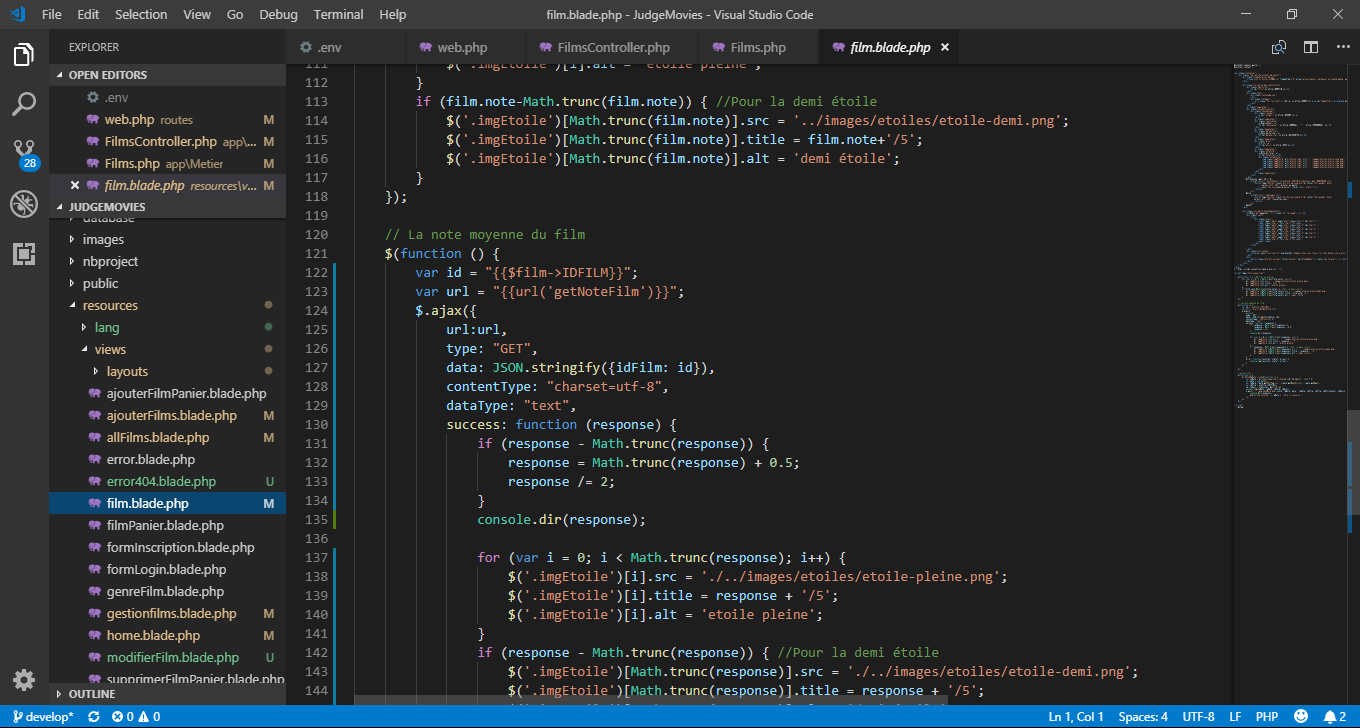 File Edit Selection View Go Debug Terminal Help
film.blade.php - JudgeMovies - Visual Studio Code
EXPLORER
.env
web.php
FilmsController.php
Films.php
film.blade.php
OPEN EDITORS
.env
web.php routes M
FilmsController.php app\... M
Films.php app\Metier M
film.blade.php resources\v... M
JUDGEMOVIES
database
images
nbproject
public
resources
lang
views
layouts
ajouterFilmPanier.blade.php
ajouterFilms.blade.php M
allFilms.blade.php M
error.blade.php
error404.blade.php U
film.blade.php M
filmPanier.blade.php
formInscription.blade.php
formLogin.blade.php
genreFilm.blade.php
gestionfilms.blade.php M
home.blade.php M
modifierFilm.blade.php U
supprimerFilmPanier.blade.php
OUTLINE
28
111 $('.imgEtoile')[i].alt = 'etoile pleine';
112 }
113 if (film.note-Math.trunc(film.note)) { //Pour la demi étoile
114 $('.imgEtoile')[Math.trunc(film.note)].src = '../images/etoiles/etoile-demi.png';
115 $('.imgEtoile')[Math.trunc(film.note)].title = film.note+'/5';
116 $('.imgEtoile')[Math.trunc(film.note)].alt = 'demi étoile';
117 }
118 });
119
120 // La note moyenne du film
121 $(function () {
122 var id = "{{$film->IDFILM}}";
123 var url = "{{url('getNoteFilm')}}";
124 $.ajax({
125 url:url,
126 type: "GET",
127 data: JSON.stringify({idFilm: id}),
128 contentType: "charset=utf-8",
129 dataType: "text",
130 success: function (response) {
131 if (response - Math.trunc(response)) {
132 response = Math.trunc(response) + 0.5;
133 response /= 2;
134 }
135 console.dir(response);
136
137 for (var i = 0; i < Math.trunc(response); i++) {
138 $('.imgEtoile')[i].src = './../images/etoiles/etoile-pleine.png';
139 $('.imgEtoile')[i].title = response + '/5';
140 $('.imgEtoile')[i].alt = 'etoile pleine';
141 }
142 if (response - Math.trunc(response)) { //Pour la demi étoile
143 $('.imgEtoile')[Math.trunc(response)].src = './../images/etoiles/etoile-demi.png';
144 $('.imgEtoile')[Math.trunc(response)].title = response + '/5';
develop* 0 0
Ln 1, Col 1 Spaces: 4 UTF-8 LF PHP 2